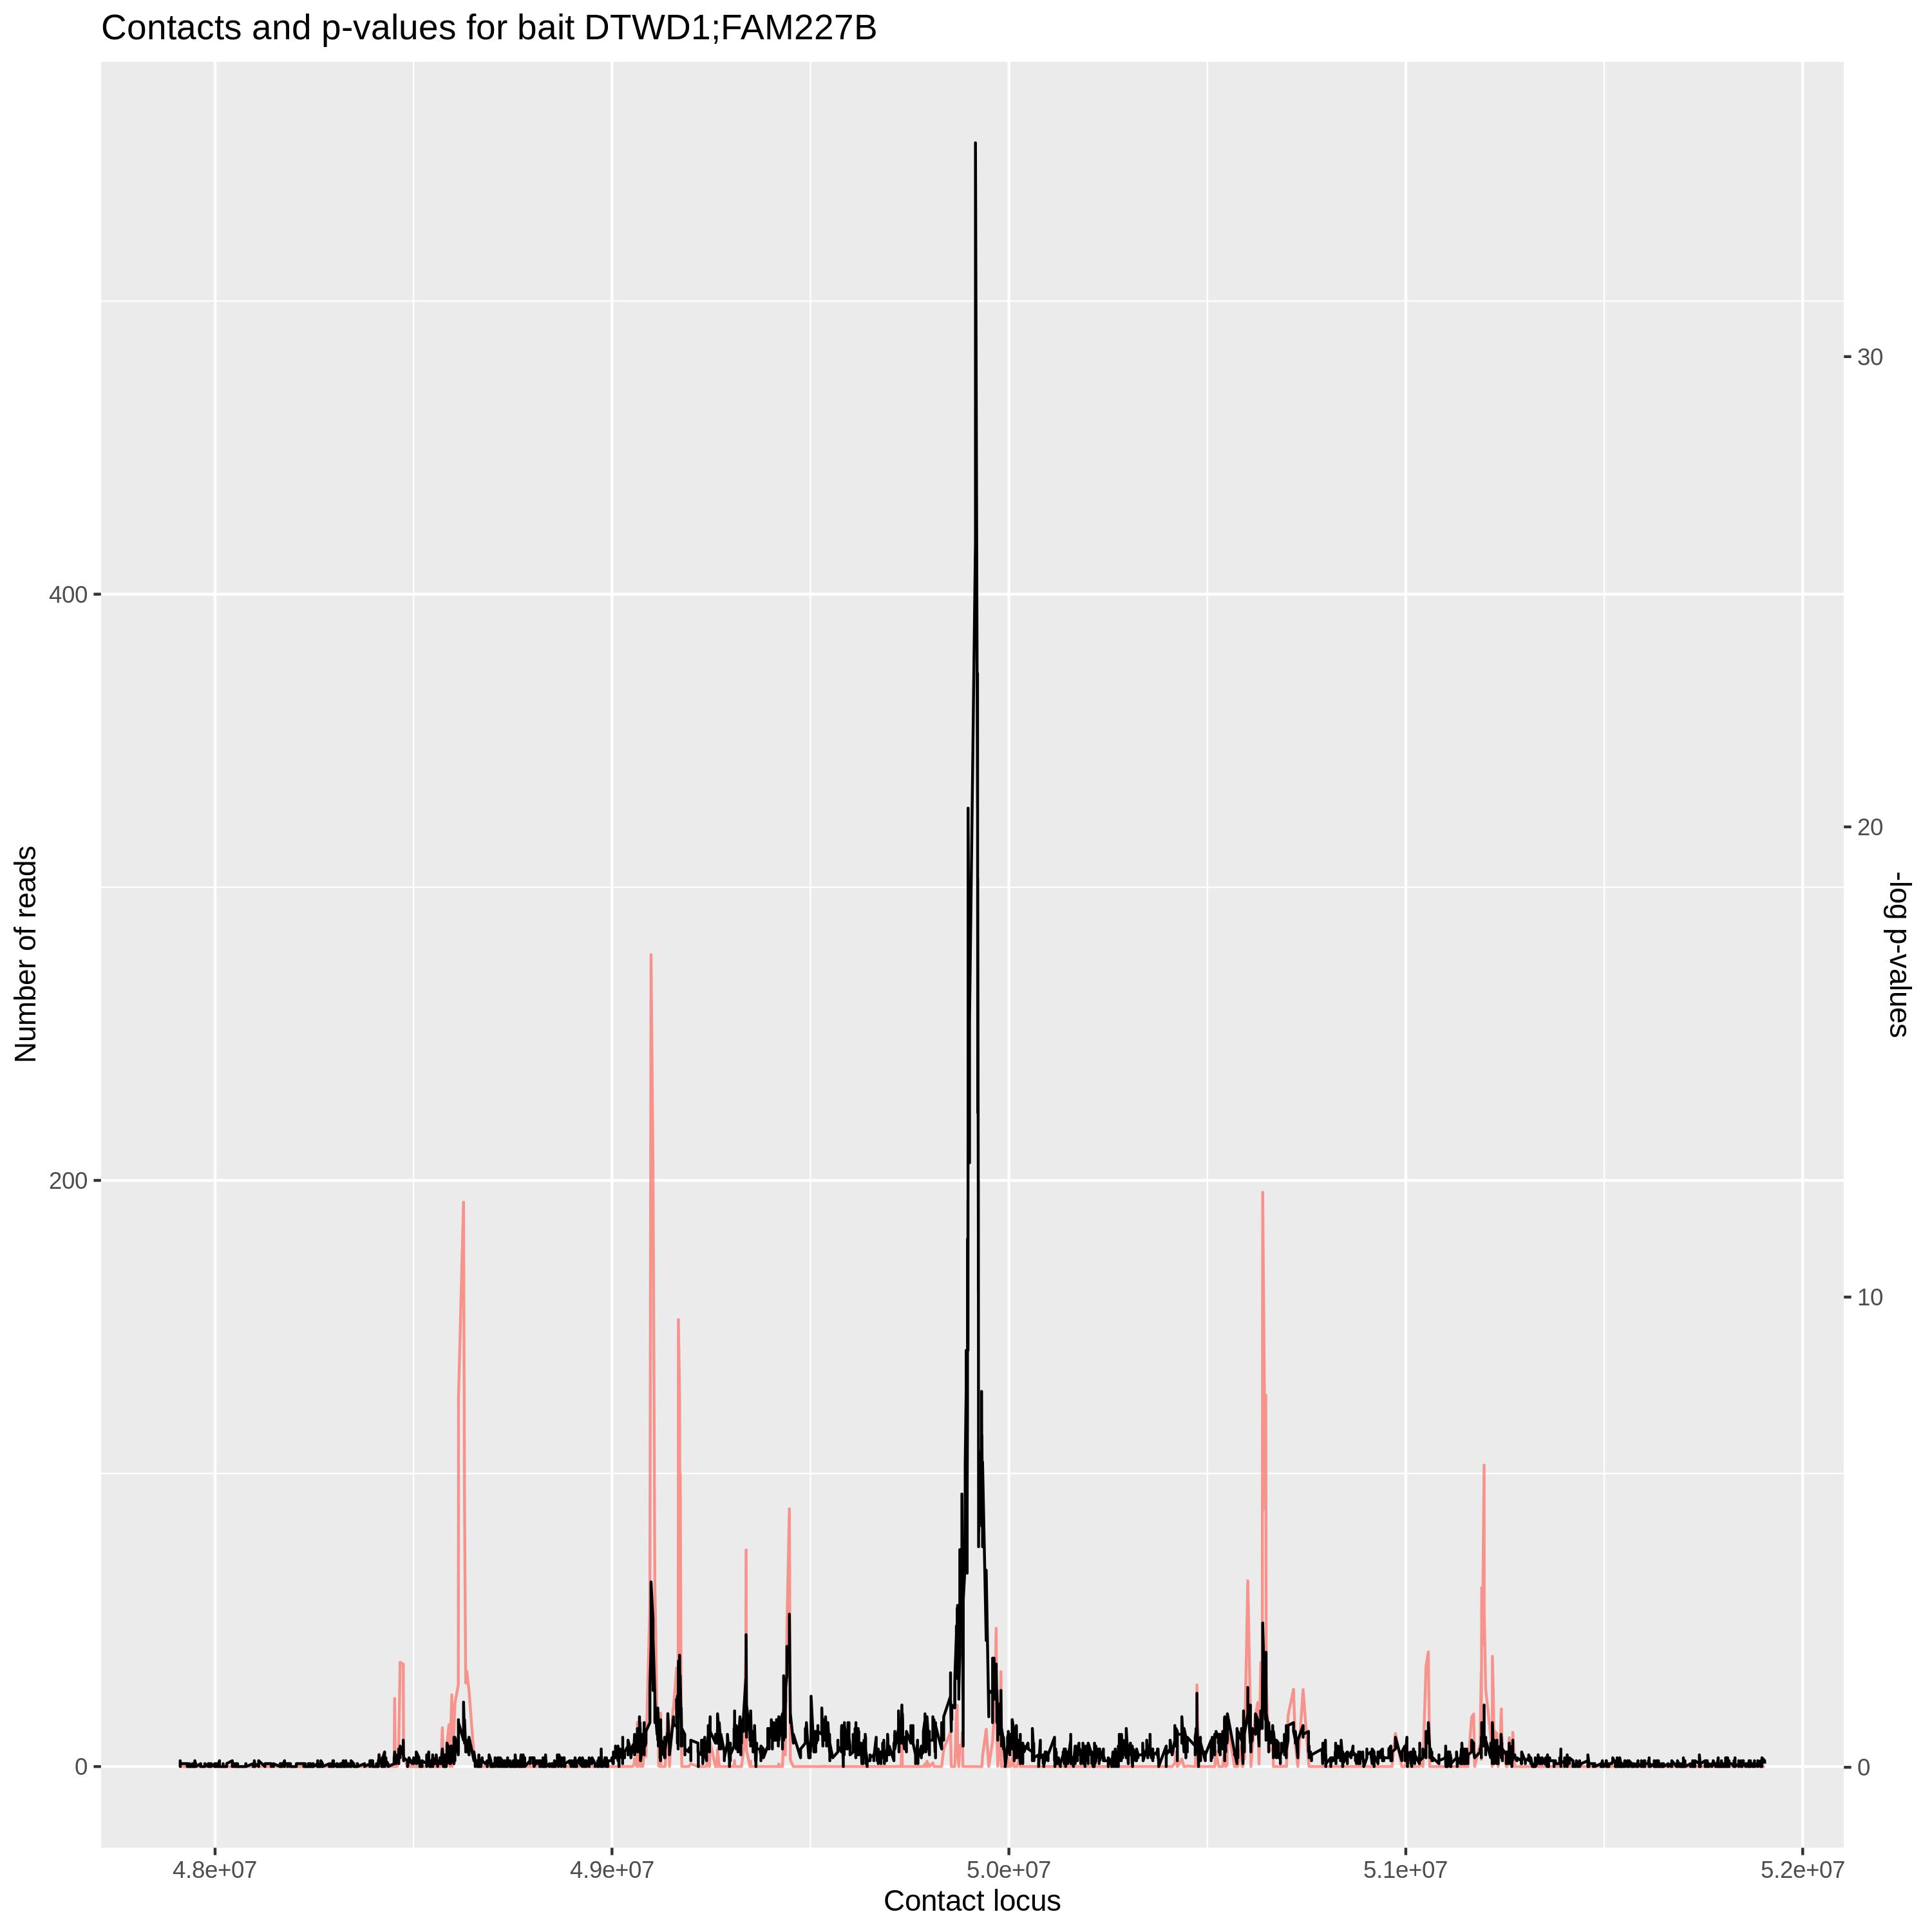 Contacts and p-values for bait DTWD1;FAM227B
Number of reads
400
200
0
30
20
10
0
-log p-values
4.8e+07
4.9e+07
5.0e+07
5.1e+07
5.2e+07
Contact locus